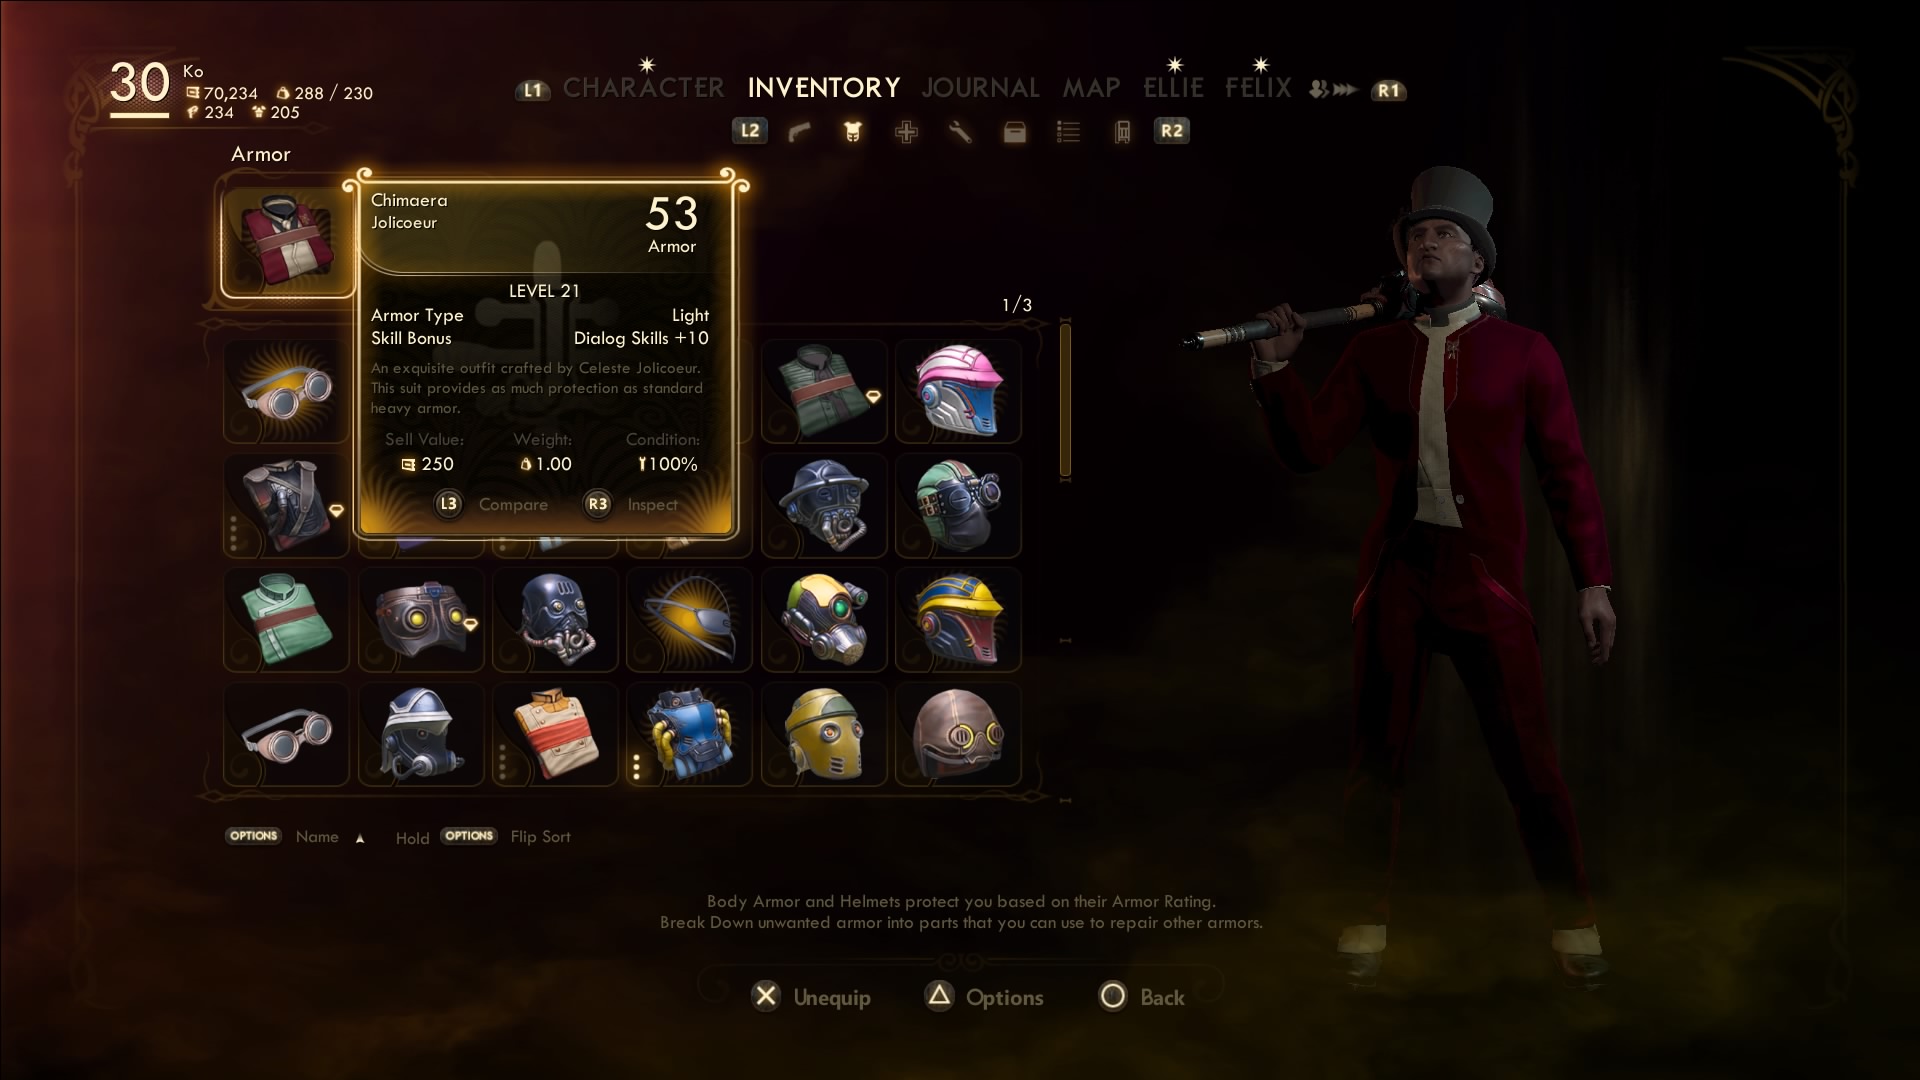 30
Ko
70,234 288 / 230
234 205
L1 CHARACTER INVENTORY JOURNAL MAP ELLIE FELIX R1
L2 R2
Armor
Chimaera
Jolicoeur
53
Armor
LEVEL 21
Armor Type Light
Skill Bonus Dialog Skills +10
An exquisite outfit crafted by Celeste Jolicoeur.
This suit provides as much protection as standard
heavy armor.
Sell Value: Weight: Condition:
250 1.00 100%
L3 Compare R3 Inspect
1/3
OPTIONS Name Hold OPTIONS Flip Sort
Body Armor and Helmets protect you based on their Armor Rating.
Break Down unwanted armor into parts that you can use to repair other armors.
Unequip Options Back